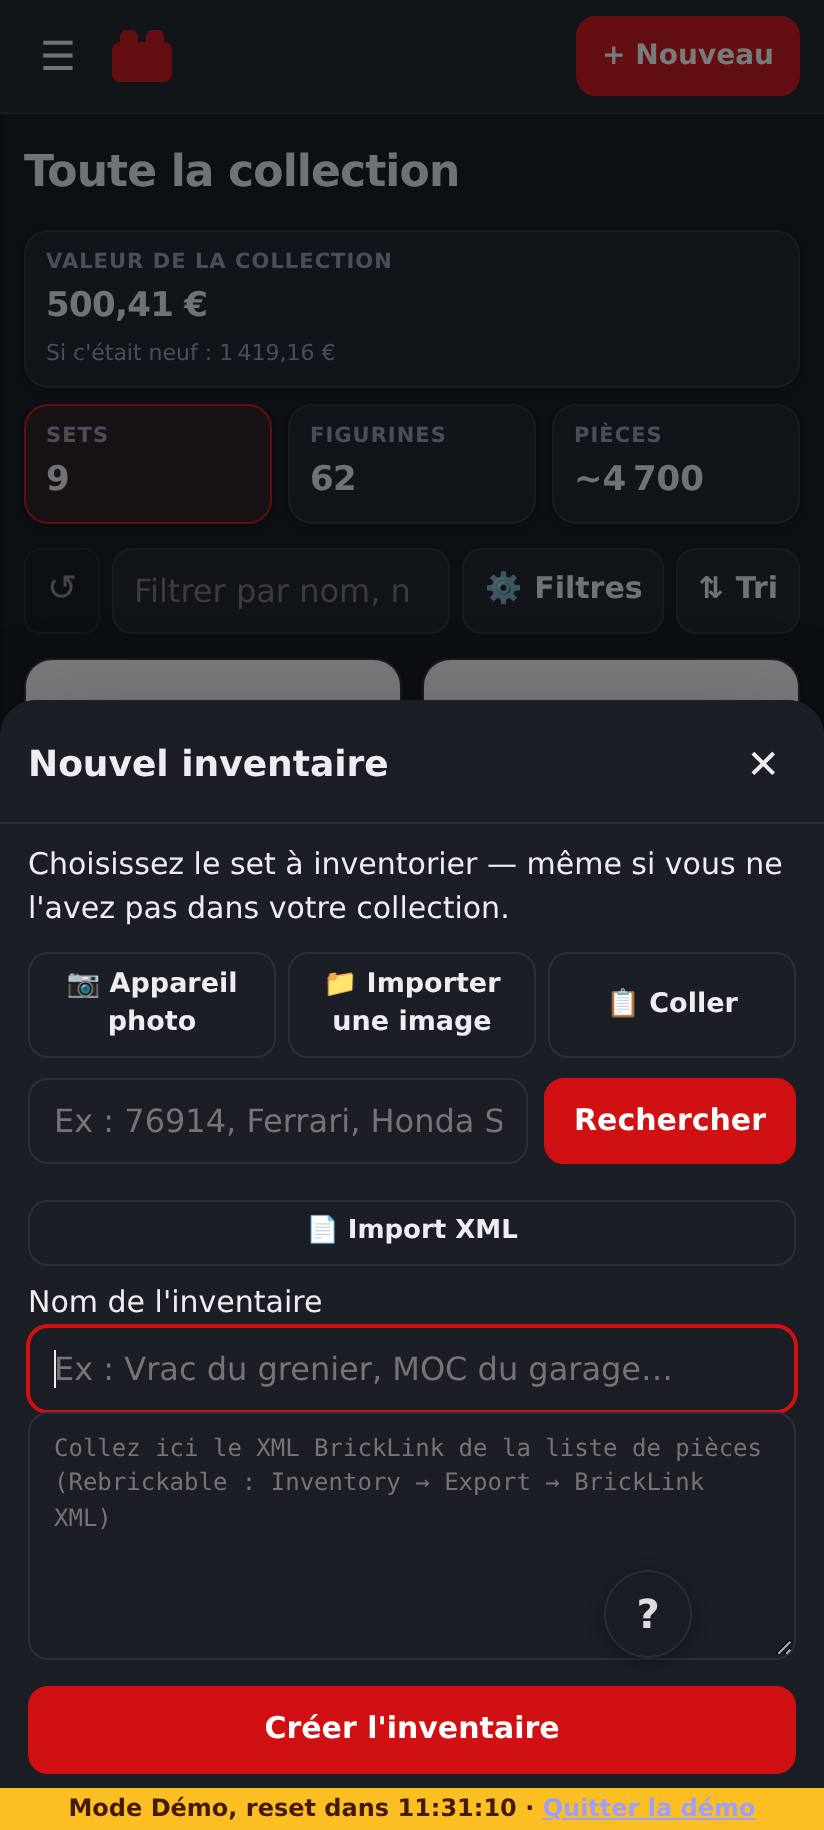 ☰ + Nouveau
Toute la collection
VALEUR DE LA COLLECTION
500,41 €
Si c'était neuf : 1 419,16 €
SETS
9
FIGURINES
62
PIÈCES
~4 700
↺ Filtrer par nom, n ⚙️ Filtres ⇅ Tri
Nouvel inventaire ✕
Choisissez le set à inventorier — même si vous ne
l'avez pas dans votre collection.
📷 Appareil
photo
📁 Importer
une image
📋 Coller
Ex : 76914, Ferrari, Honda S
Rechercher
📄 Import XML
Nom de l'inventaire
Ex : Vrac du grenier, MOC du garage…
Collez ici le XML BrickLink de la liste de pièces
(Rebrickable : Inventory → Export → BrickLink
XML)
?
Créer l'inventaire
Mode Démo, reset dans 11:31:10 · Quitter la démo